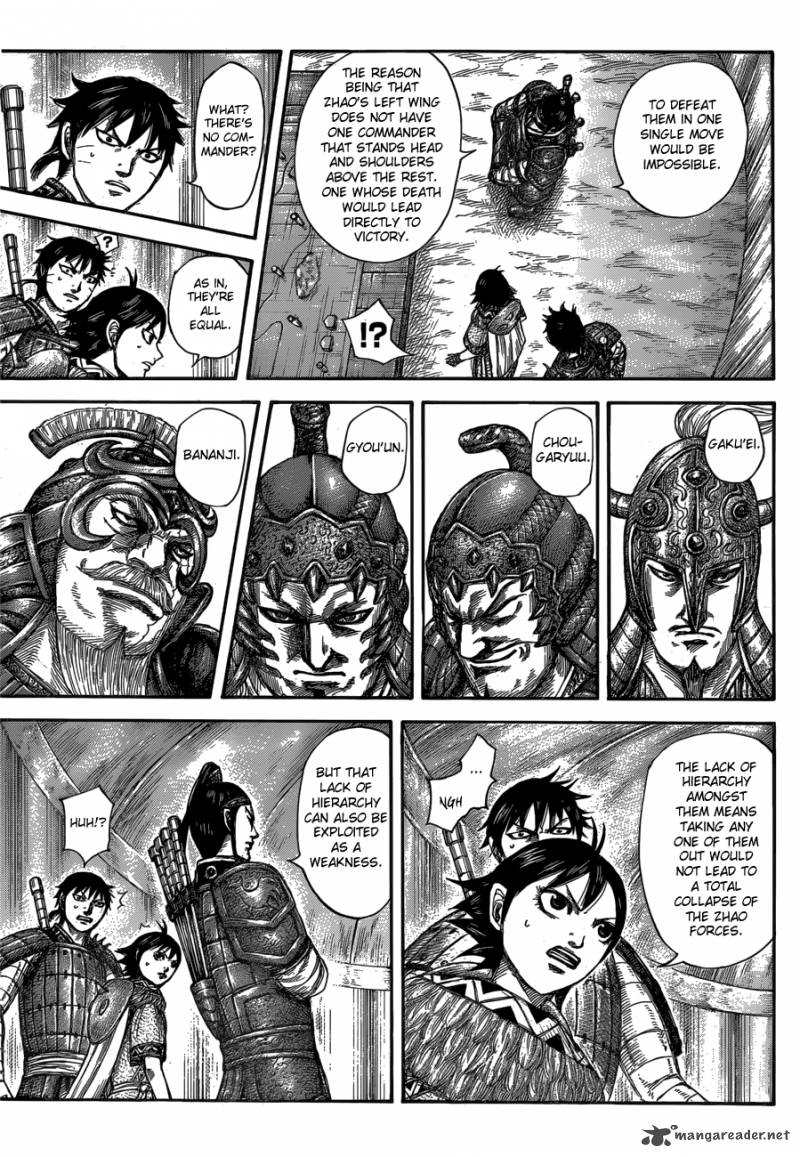 TO DEFEAT
THEM IN ONE
SINGLE MOVE
WOULD BE
IMPOSSIBLE.
THE REASON
BEING THAT
ZHAO'S LEFT WING
DOES NOT HAVE
ONE COMMANDER
THAT STANDS HEAD
AND SHOULDERS
ABOVE THE REST.
ONE WHOSE DEATH
WOULD LEAD
DIRECTLY TO
VICTORY.
!?
WHAT?
THERE'S
NO COM-
MANDER?
?
AS IN,
THEY'RE
ALL
EQUAL.
GAKU'EI.
CHOU-
GARYUU.
GYOU'UN.
BANANJI.
THE LACK OF
HIERARCHY
AMONGST
THEM MEANS
TAKING ANY
ONE OF THEM
OUT WOULD
NOT LEAD TO
A TOTAL
COLLAPSE
OF THE ZHAO
FORCES.
...
NGH
BUT THAT
LACK OF
HIERARCHY
CAN ALSO BE
EXPLOITED
AS A
WEAKNESS.
HUH!?
mangareader.net